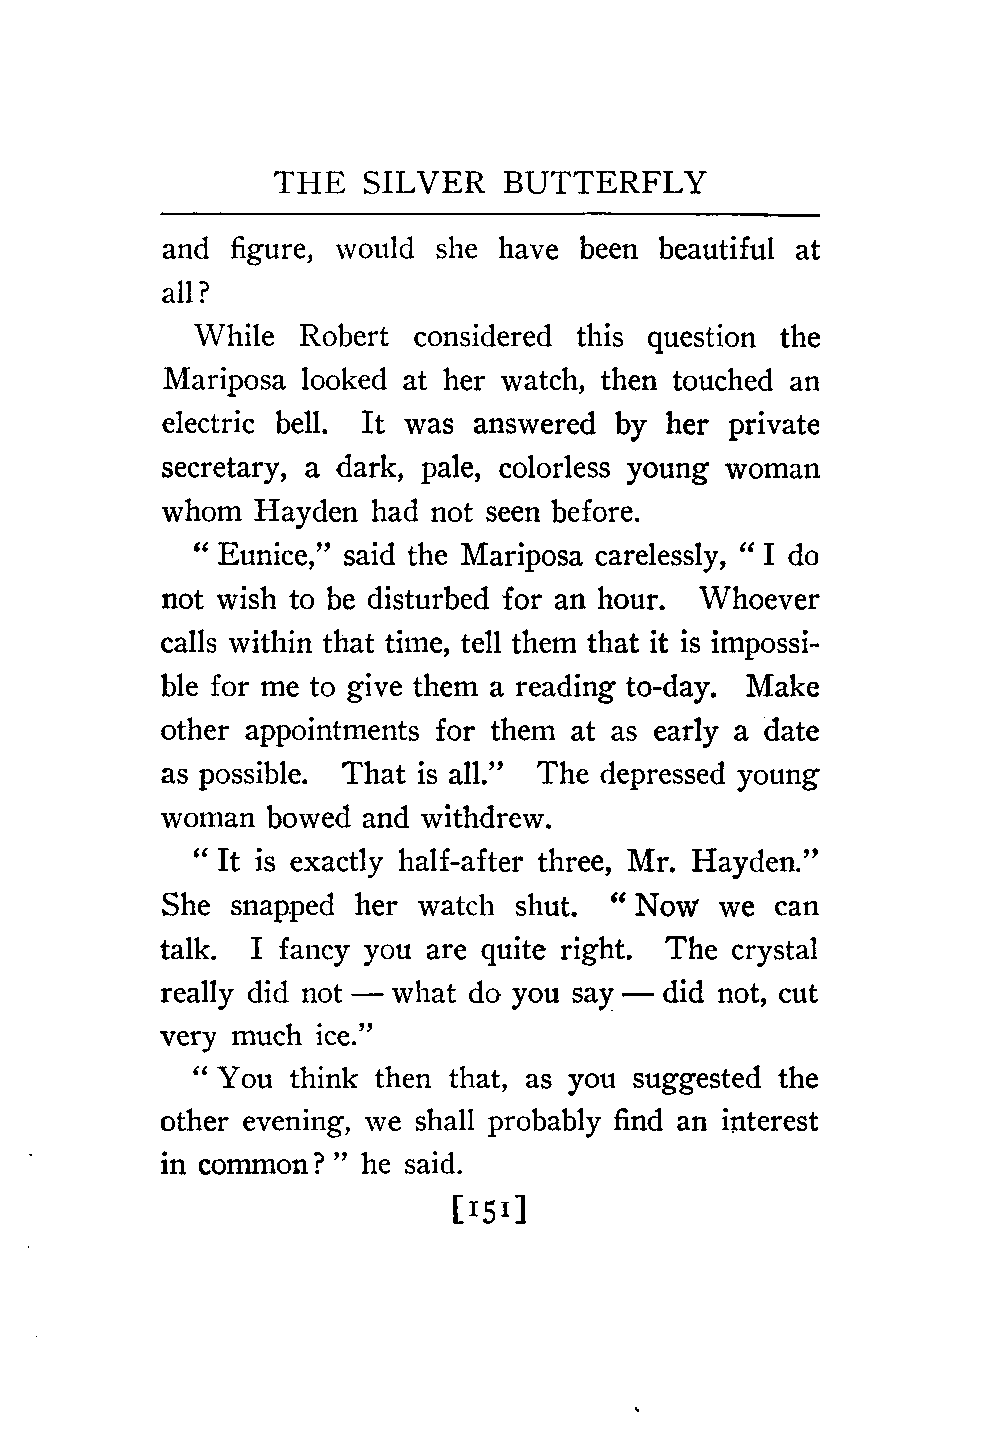 THE SILVER BUTTERFLY
and figure, would she have been beautiful at
all?
While Robert considered this question the
Mariposa looked at her watch, then touched an
electric bell. It was answered by her private
secretary, a dark, pale, colorless young woman
whom Hayden had not seen before.
“ Eunice,” said the Mariposa carelessly, “ I do
not wish to be disturbed for an hour. Whoever
calls within that time, tell them that it is impossi-
ble for me to give them a reading to-day. Make
other appointments for them at as early a date
as possible. That is all.” The depressed young
woman bowed and withdrew.
“ It is exactly half-after three, Mr. Hayden.”
She snapped her watch shut. “ Now we can
talk. I fancy you are quite right. The crystal
really did not — what do you say — did not, cut
very much ice.”
“ You think then that, as you suggested the
other evening, we shall probably find an interest
in common? ” he said.
[151]